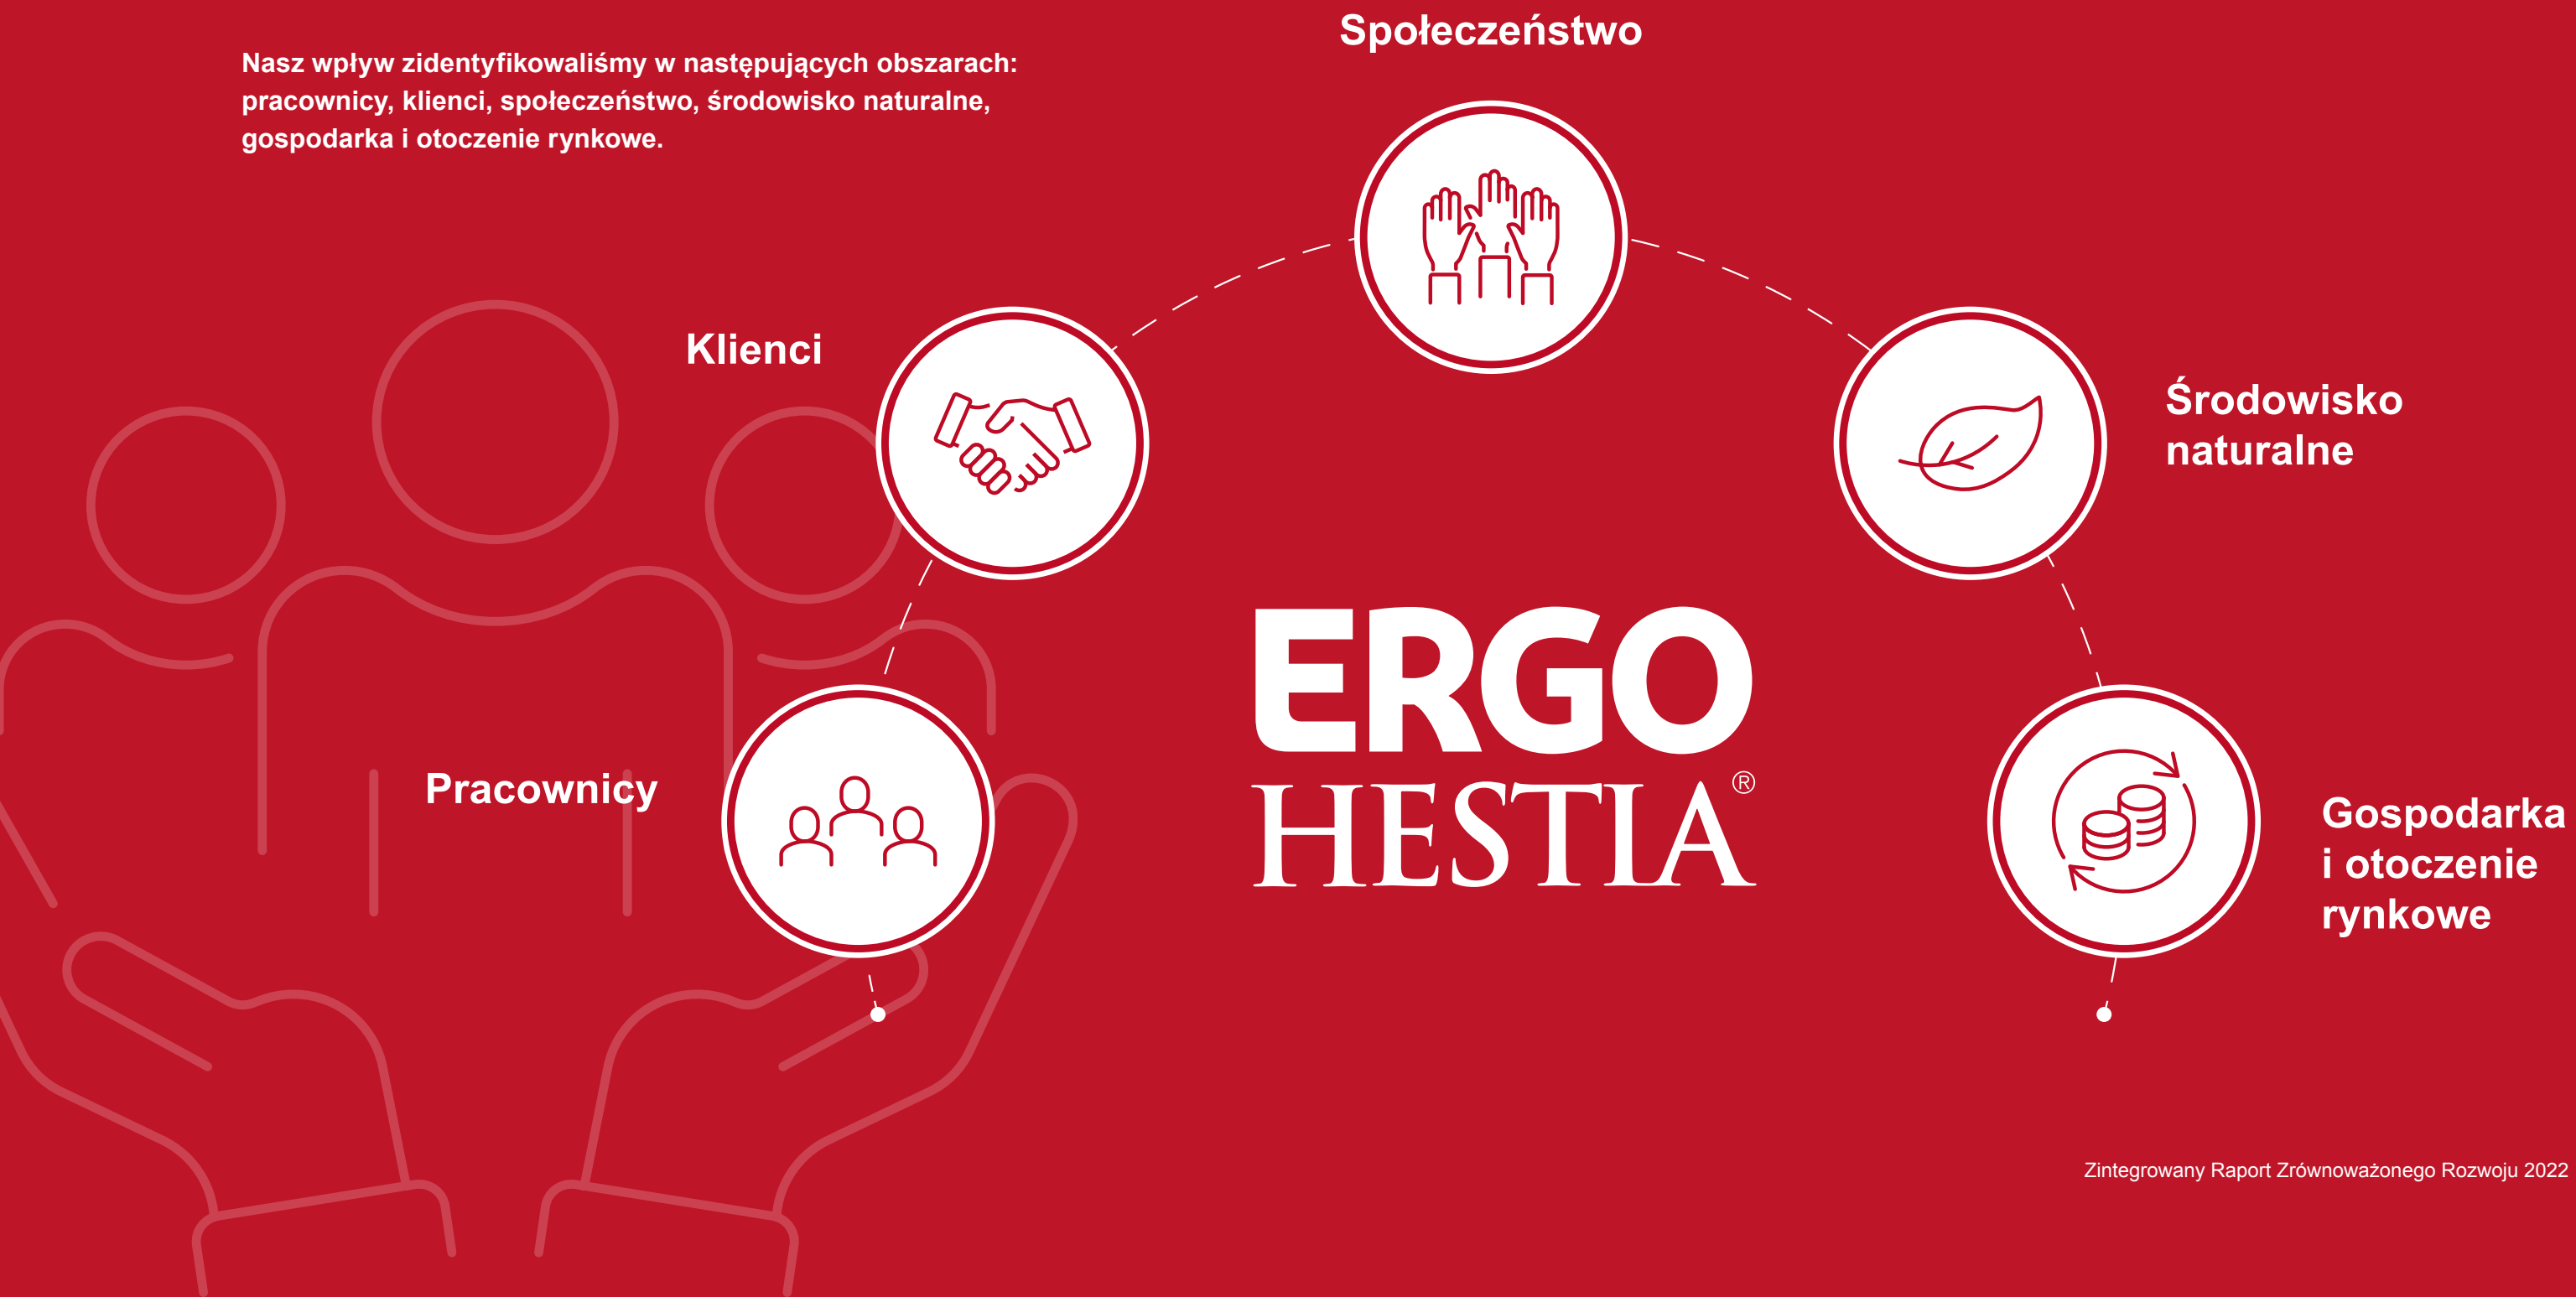 Nasz wpływ zidentyfikowaliśmy w następujących obszarach:
pracownicy, klienci, społeczeństwo, środowisko naturalne,
gospodarka i otoczenie rynkowe.
Społeczeństwo
Klienci
Środowisko
naturalne
Pracownicy
ERGO
HESTIA®
Gospodarka
i otoczenie
rynkowe
Zintegrowany Raport Zrównoważonego Rozwoju 2022